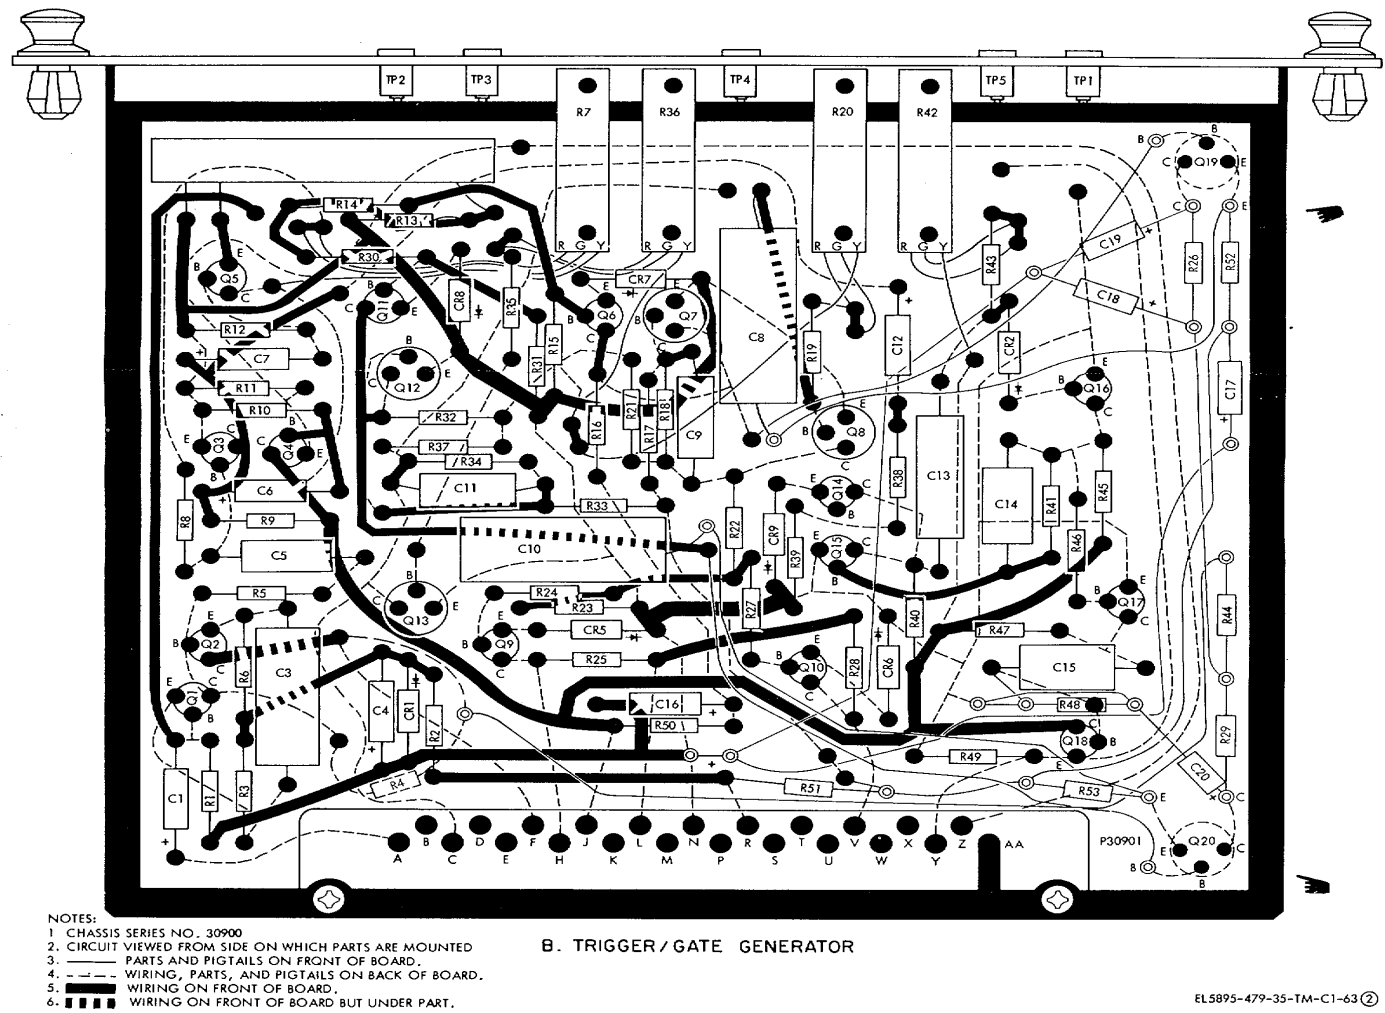 TP2 TP3 TP4 TP5 TP1
R7 R36 R20 R42
B
B C Q19 E
R14
R13
C E
R G Y R G Y R G Y R G Y
C19 +
R30
R26 R52
B E Q5 C
CR7
R43
CR8
R35
B C Q11 E
B E Q6 C
E B Q7 C
+
C18 +
R12
C8
R19
C12
CR2
+ C7
R31
R15
B C Q12 E
E Q16 B C
C17
+
R11
R10
R32
R16
R21
R18
R17
C9
E B Q8 C
C13
E Q3 C B
B C Q4 E
R37
R34
R38
C14
R41
R45
C6
+
C11
E Q14 C B
R8
R9
R33
R22
CR9
R39
R46
C5
C10
E Q15 C B
R5
B C Q13 E
R24
R23
R27
R40
E B Q17 C
R44
E B Q2 C
E B Q9 C
CR5
R47
R6
C3
R25
E B Q10 C
R28
CR6
C15
E Q1 C B
C4
CR1
R2
C16 +
R48
R50
C Q18 B E
R29
+
+
R49
C20
+
C1
R1
R3
R4
R51
R53
E C
+
A B C D E F H J K L M N P R S T U V W X Y Z AA
P30901
E Q20 C B
B
NOTES:
1 CHASSIS SERIES NO. 30900
2. CIRCUIT VIEWED FROM SIDE ON WHICH PARTS ARE MOUNTED
3. PARTS AND PIGTAILS ON FRONT OF BOARD.
4. WIRING, PARTS, AND PIGTAILS ON BACK OF BOARD.
5. WIRING ON FRONT OF BOARD.
6. WIRING ON FRONT OF BOARD BUT UNDER PART.
B. TRIGGER/GATE GENERATOR
EL5895-479-35-TM-C1-63 ②